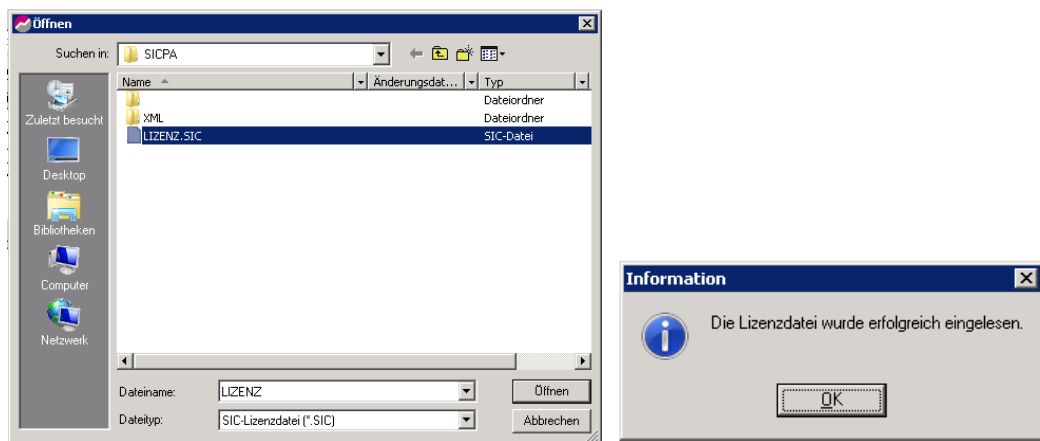 Öffnen
Suchen in:
SICPA
Name
Änderungsdat...
Typ
Dateiordner
XML
Dateiordner
LIZENZ.SIC
SIC-Datei
Zuletzt besucht
Desktop
Bibliotheken
Computer
Netzwerk
Dateiname:
LIZENZ
Öffnen
Dateityp:
SIC-Lizenzdatei (*.SIC)
Abbrechen
Information
Die Lizenzdatei wurde erfolgreich eingelesen.
OK